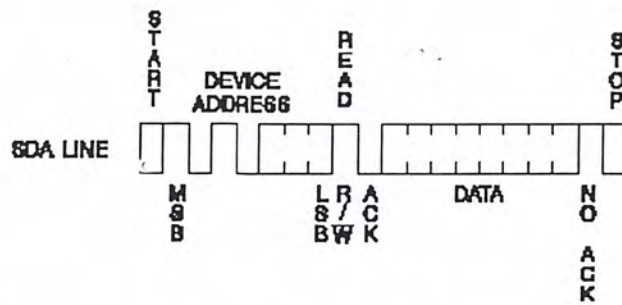 START
DEVICE
ADDRESS
READ
STOP
SDA LINE
MSB
LSB
R/W
ACK
DATA
NO ACK